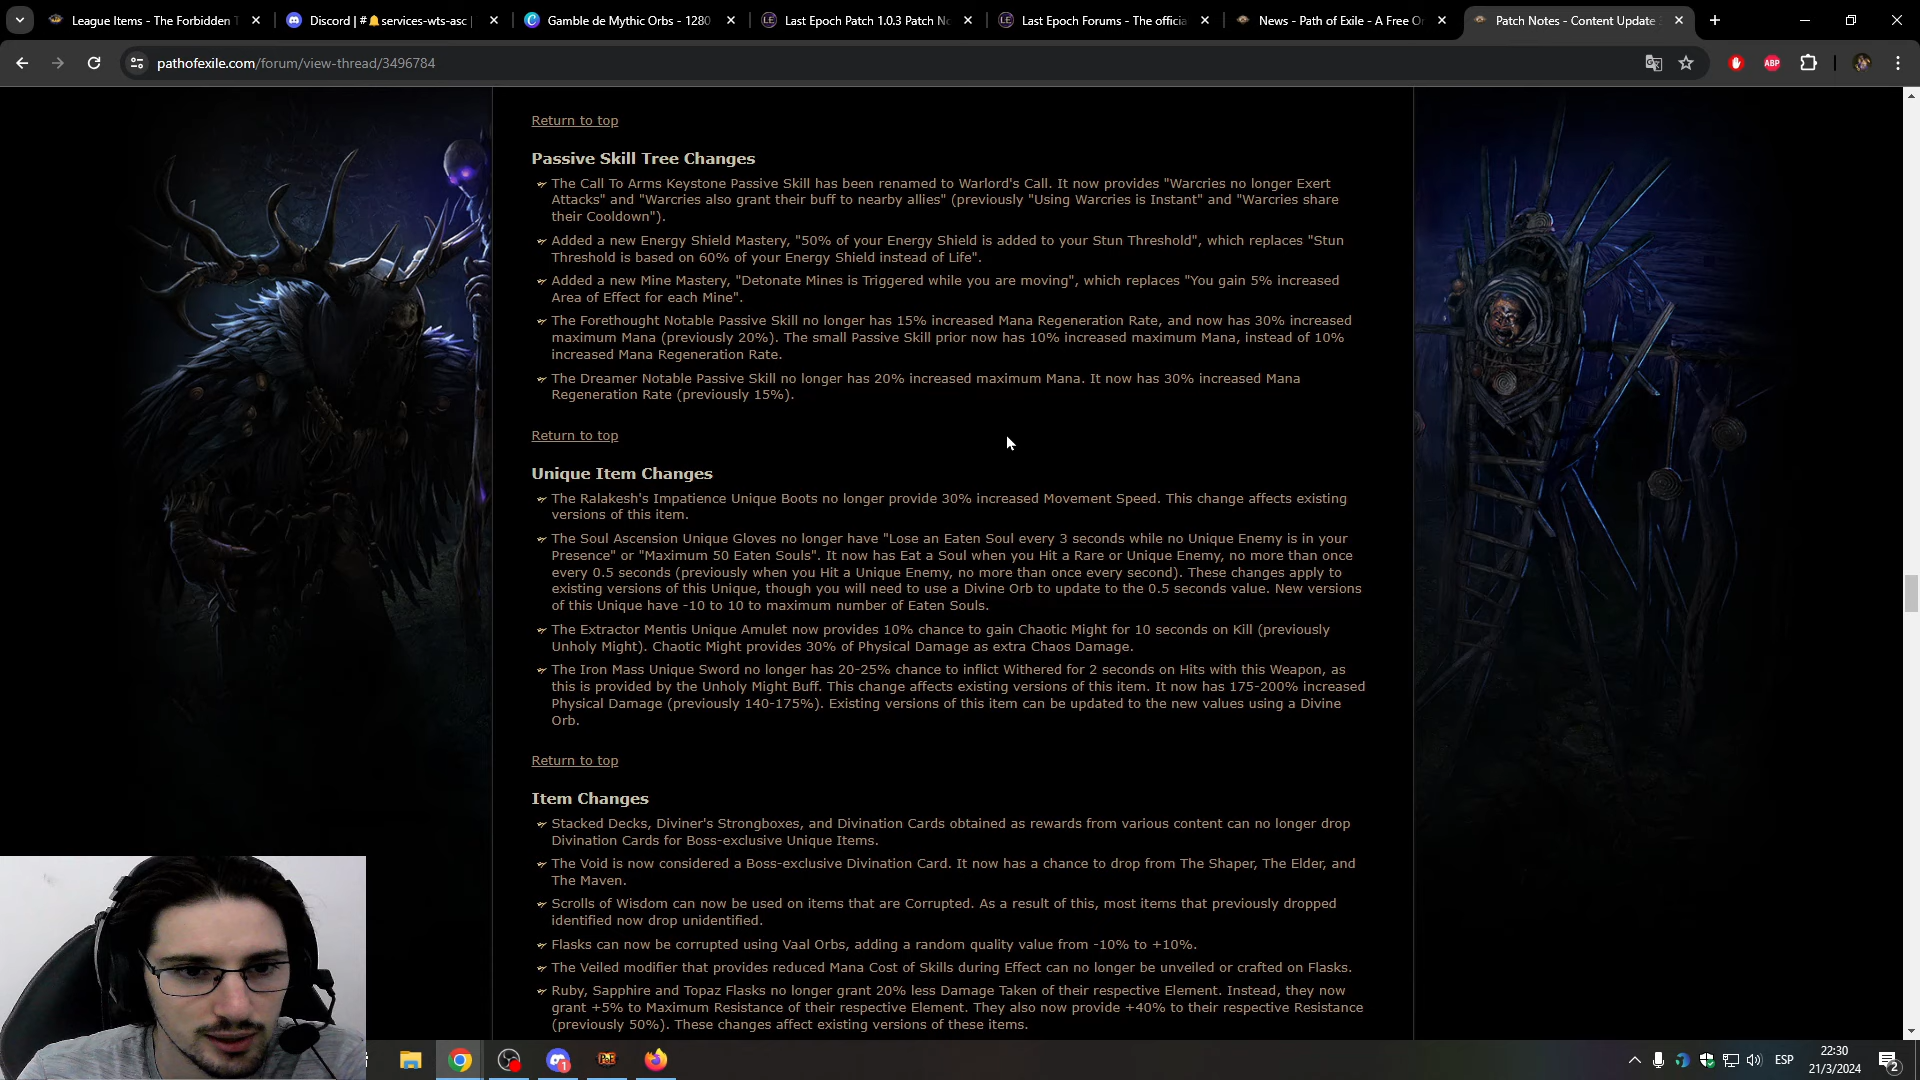 League Items - The Forbidden T
Discord | #🔔services-wts-asc |
Gamble de Mythic Orbs - 1280
Last Epoch Patch 1.0.3 Patch No
Last Epoch Forums - The officia
News - Path of Exile - A Free O
Patch Notes - Content Update 3
pathofexile.com/forum/view-thread/3496784
ABP
Return to top
Passive Skill Tree Changes
The Call To Arms Keystone Passive Skill has been renamed to Warlord's Call. It now provides "Warcries no longer Exert
Attacks" and "Warcries also grant their buff to nearby allies" (previously "Using Warcries is Instant" and "Warcries share
their Cooldown").
Added a new Energy Shield Mastery, "50% of your Energy Shield is added to your Stun Threshold", which replaces "Stun
Threshold is based on 60% of your Energy Shield instead of Life".
Added a new Mine Mastery, "Detonate Mines is Triggered while you are moving", which replaces "You gain 5% increased
Area of Effect for each Mine".
The Forethought Notable Passive Skill no longer has 15% increased Mana Regeneration Rate, and now has 30% increased
maximum Mana (previously 20%). The small Passive Skill prior now has 10% increased maximum Mana, instead of 10%
increased Mana Regeneration Rate.
The Dreamer Notable Passive Skill no longer has 20% increased maximum Mana. It now has 30% increased Mana
Regeneration Rate (previously 15%).
Return to top
Unique Item Changes
The Ralakesh's Impatience Unique Boots no longer provide 30% increased Movement Speed. This change affects existing
versions of this item.
The Soul Ascension Unique Gloves no longer have "Lose an Eaten Soul every 3 seconds while no Unique Enemy is in your
Presence" or "Maximum 50 Eaten Souls". It now has Eat a Soul when you Hit a Rare or Unique Enemy, no more than once
every 0.5 seconds (previously when you Hit a Unique Enemy, no more than once every second). These changes apply to
existing versions of this Unique, though you will need to use a Divine Orb to update to the 0.5 seconds value. New versions
of this Unique have -10 to 10 to maximum number of Eaten Souls.
The Extractor Mentis Unique Amulet now provides 10% chance to gain Chaotic Might for 10 seconds on Kill (previously
Unholy Might). Chaotic Might provides 30% of Physical Damage as extra Chaos Damage.
The Iron Mass Unique Sword no longer has 20-25% chance to inflict Withered for 2 seconds on Hits with this Weapon, as
this is provided by the Unholy Might Buff. This change affects existing versions of this item. It now has 175-200% increased
Physical Damage (previously 140-175%). Existing versions of this item can be updated to the new values using a Divine
Orb.
Return to top
Item Changes
Stacked Decks, Diviner's Strongboxes, and Divination Cards obtained as rewards from various content can no longer drop
Divination Cards for Boss-exclusive Unique Items.
The Void is now considered a Boss-exclusive Divination Card. It now has a chance to drop from The Shaper, The Elder, and
The Maven.
Scrolls of Wisdom can now be used on items that are Corrupted. As a result of this, most items that previously dropped
identified now drop unidentified.
Flasks can now be corrupted using Vaal Orbs, adding a random quality value from -10% to +10%.
The Veiled modifier that provides reduced Mana Cost of Skills during Effect can no longer be unveiled or crafted on Flasks.
Ruby, Sapphire and Topaz Flasks no longer grant 20% less Damage Taken of their respective Element. Instead, they now
grant +5% to Maximum Resistance of their respective Element. They also now provide +40% to their respective Resistance
(previously 50%). These changes affect existing versions of these items.
1
PoE
ESP
22:30
21/3/2024
2